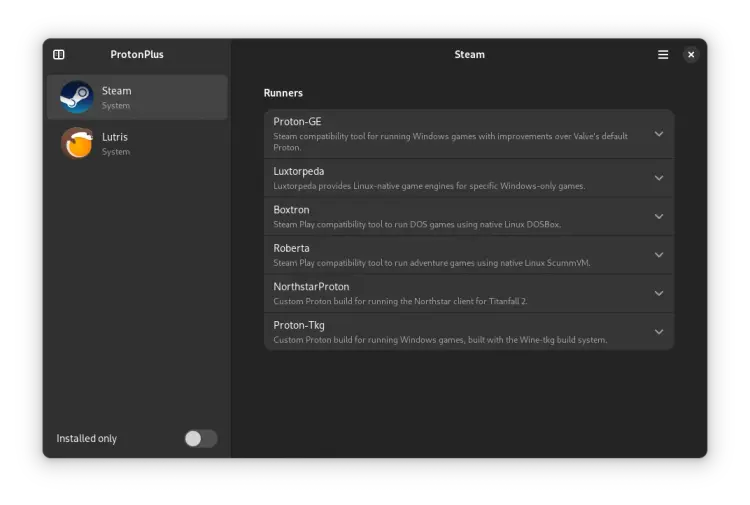 ProtonPlus
Steam
Steam
System
Lutris
System
Installed only
Runners
Proton-GE
Steam compatibility tool for running Windows games with improvements over Valve's default
Proton.
Luxtorpeda
Luxtorpeda provides Linux-native game engines for specific Windows-only games.
Boxtron
Steam Play compatibility tool to run DOS games using native Linux DOSBox.
Roberta
Steam Play compatibility tool to run adventure games using native Linux ScummVM.
NorthstarProton
Custom Proton build for running the Northstar client for Titanfall 2.
Proton-Tkg
Custom Proton build for running Windows games, built with the Wine-tkg build system.